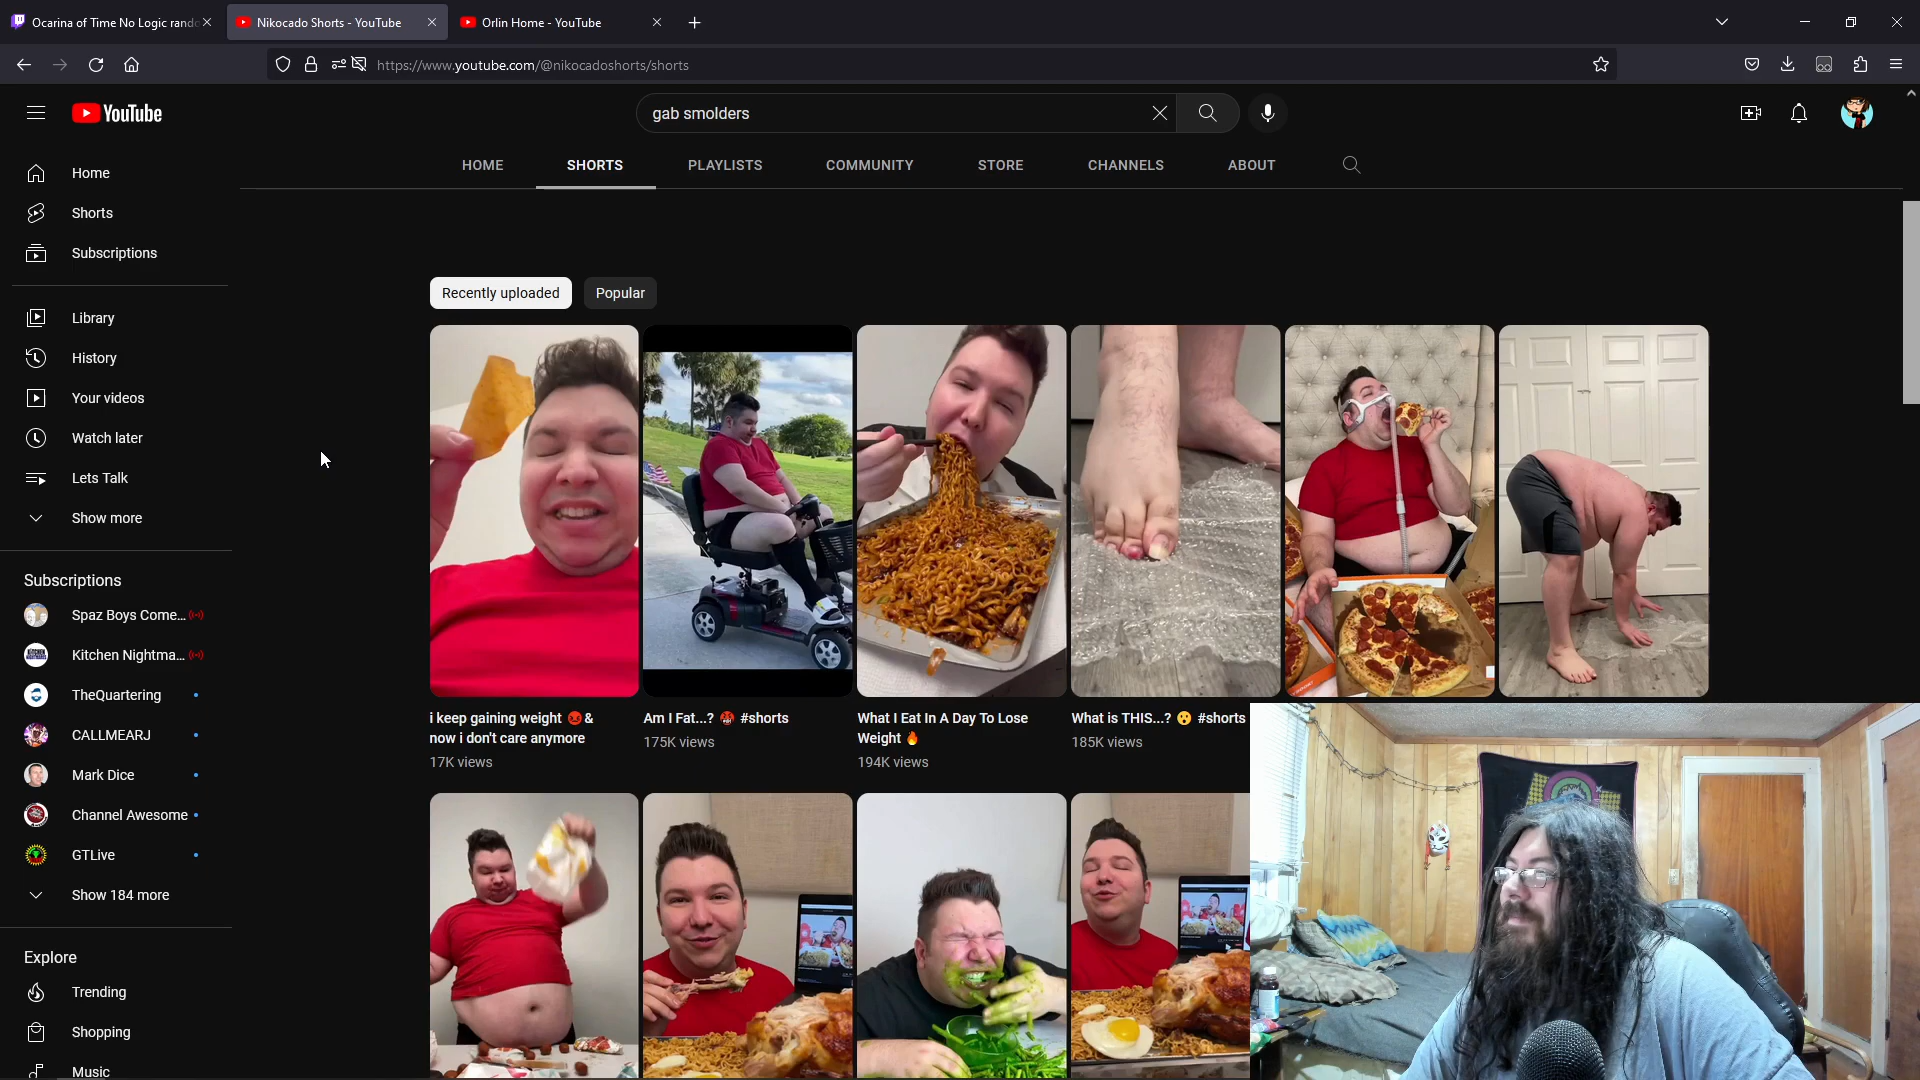 Ocarina of Time No Logic rando
Nikocado Shorts - YouTube
Orlin Home - YouTube
https://www.youtube.com/@nikocadoshorts/shorts
YouTube
gab smolders
HOME
SHORTS
PLAYLISTS
COMMUNITY
STORE
CHANNELS
ABOUT
Home
Shorts
Subscriptions
Library
History
Your videos
Watch later
Lets Talk
Show more
Subscriptions
Spaz Boys Come...
Kitchen Nightma...
TheQuartering
CALLMEARJ
Mark Dice
Channel Awesome
GTLive
Show 184 more
Explore
Trending
Shopping
Music
Recently uploaded
Popular
i keep gaining weight 😡 &
now i don't care anymore
17K views
Am I Fat...? 🤬 #shorts
175K views
What I Eat In A Day To Lose
Weight 🔥
194K views
What is THIS...? 😮 #shorts
185K views